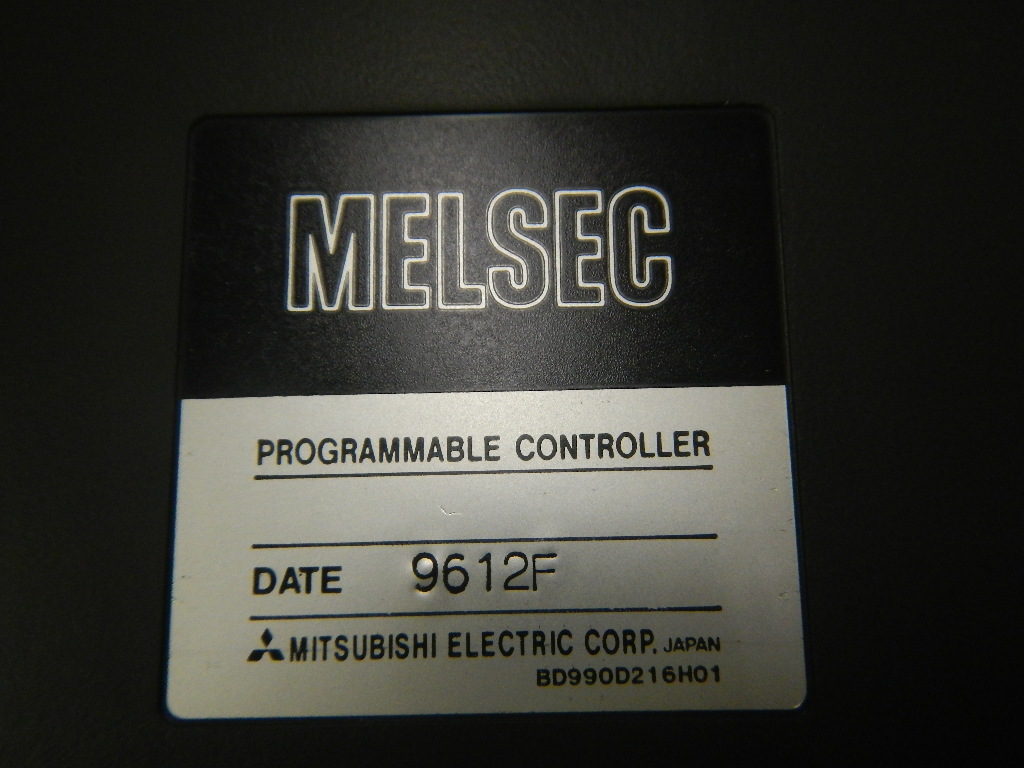 MELSEC
PROGRAMMABLE CONTROLLER
DATE 9612F
MITSUBISHI ELECTRIC CORP. JAPAN
BD990D216H01